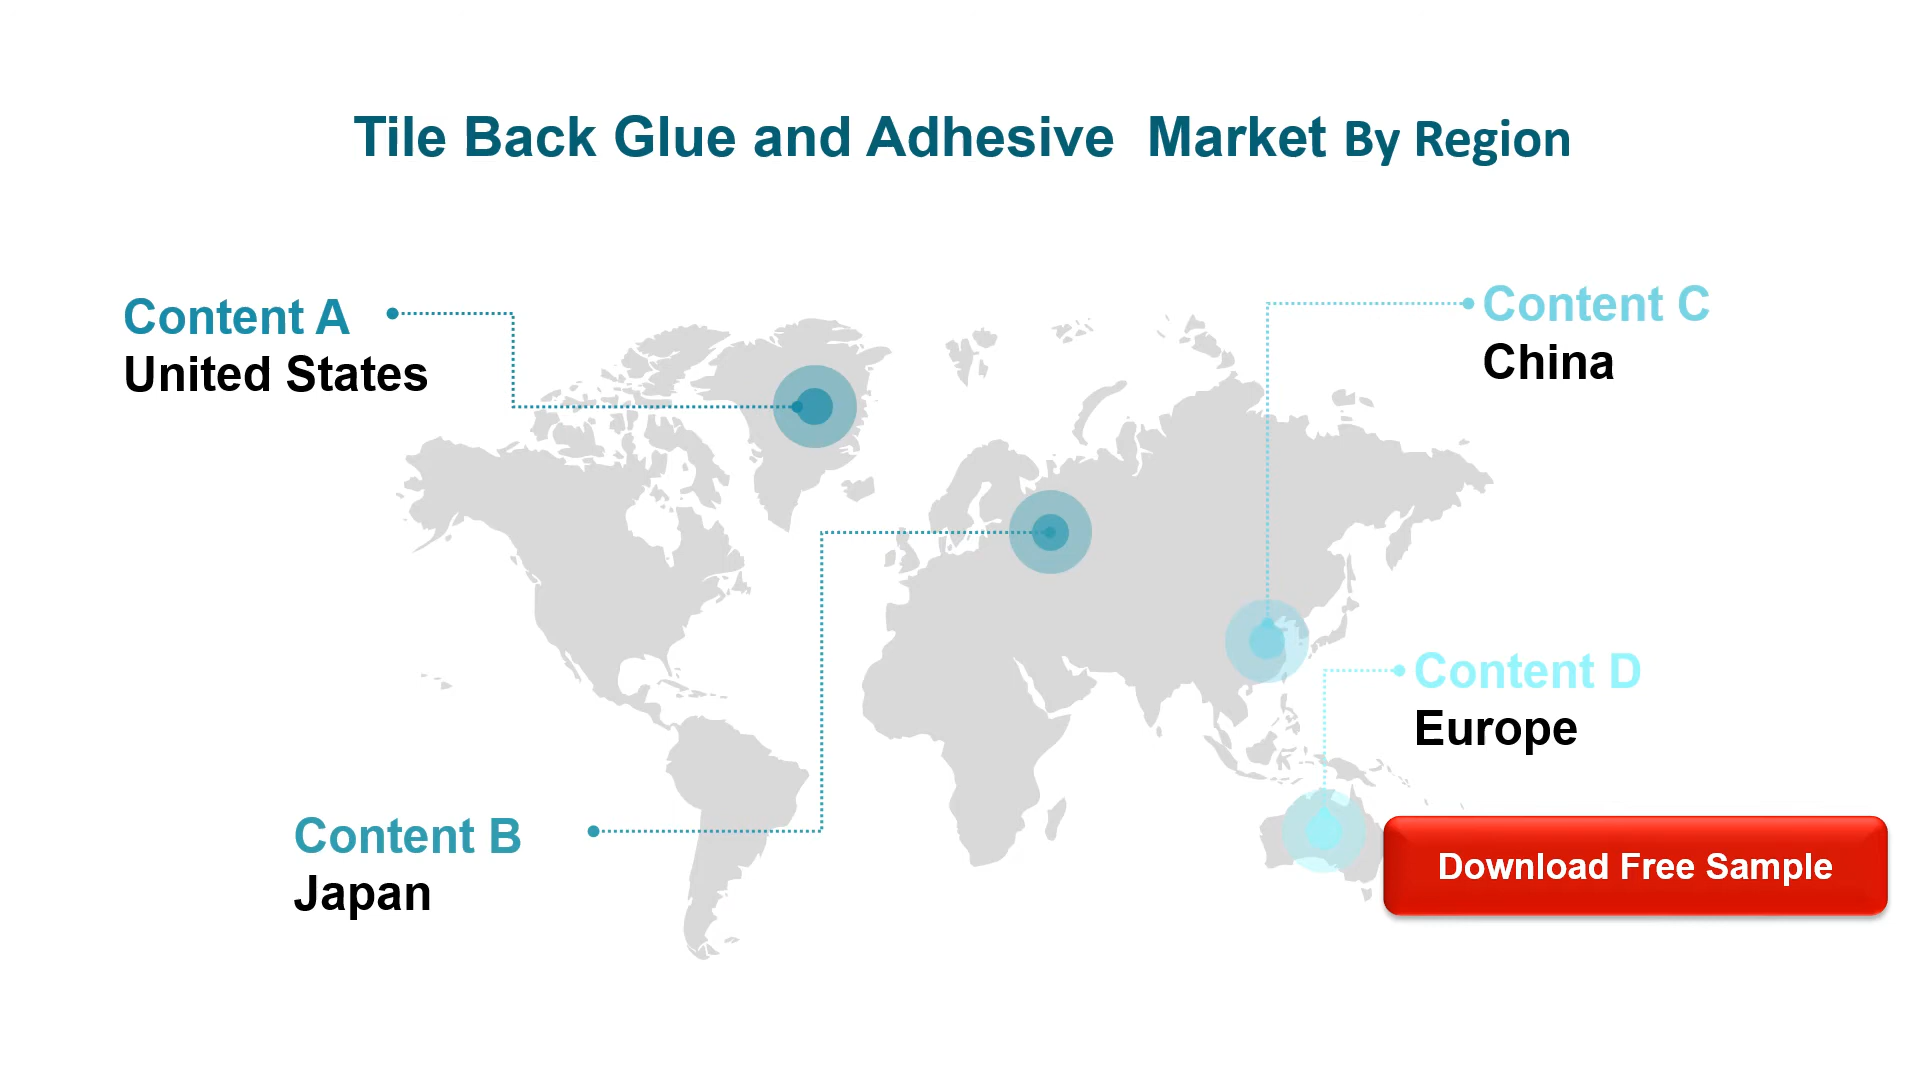 Tile Back Glue and Adhesive  Market By Region
Content A
United States
Content C
China
Content D
Europe
Content B
Japan
Download Free Sample